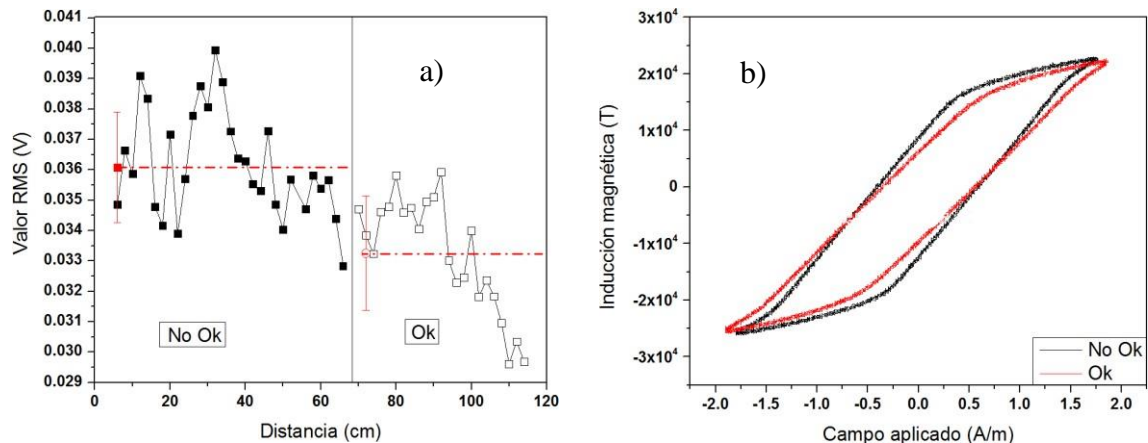 a)
Valor RMS (V)
0.041
0.040
0.039
0.038
0.037
0.036
0.035
0.034
0.033
0.031
0.030
0.029
No Ok
Ok
0 20 40 60 80 100 120
Distancia (cm)
b)
Inducción magnética (T)
3x10⁴
2x10⁴
1x10⁴
0
-1x10⁴
-2x10⁴
-3x10⁴
No Ok
Ok
-2.0 -1.5 -1.0 -0.5 0.0 0.5 1.0 1.5 2.0
Campo aplicado (A/m)